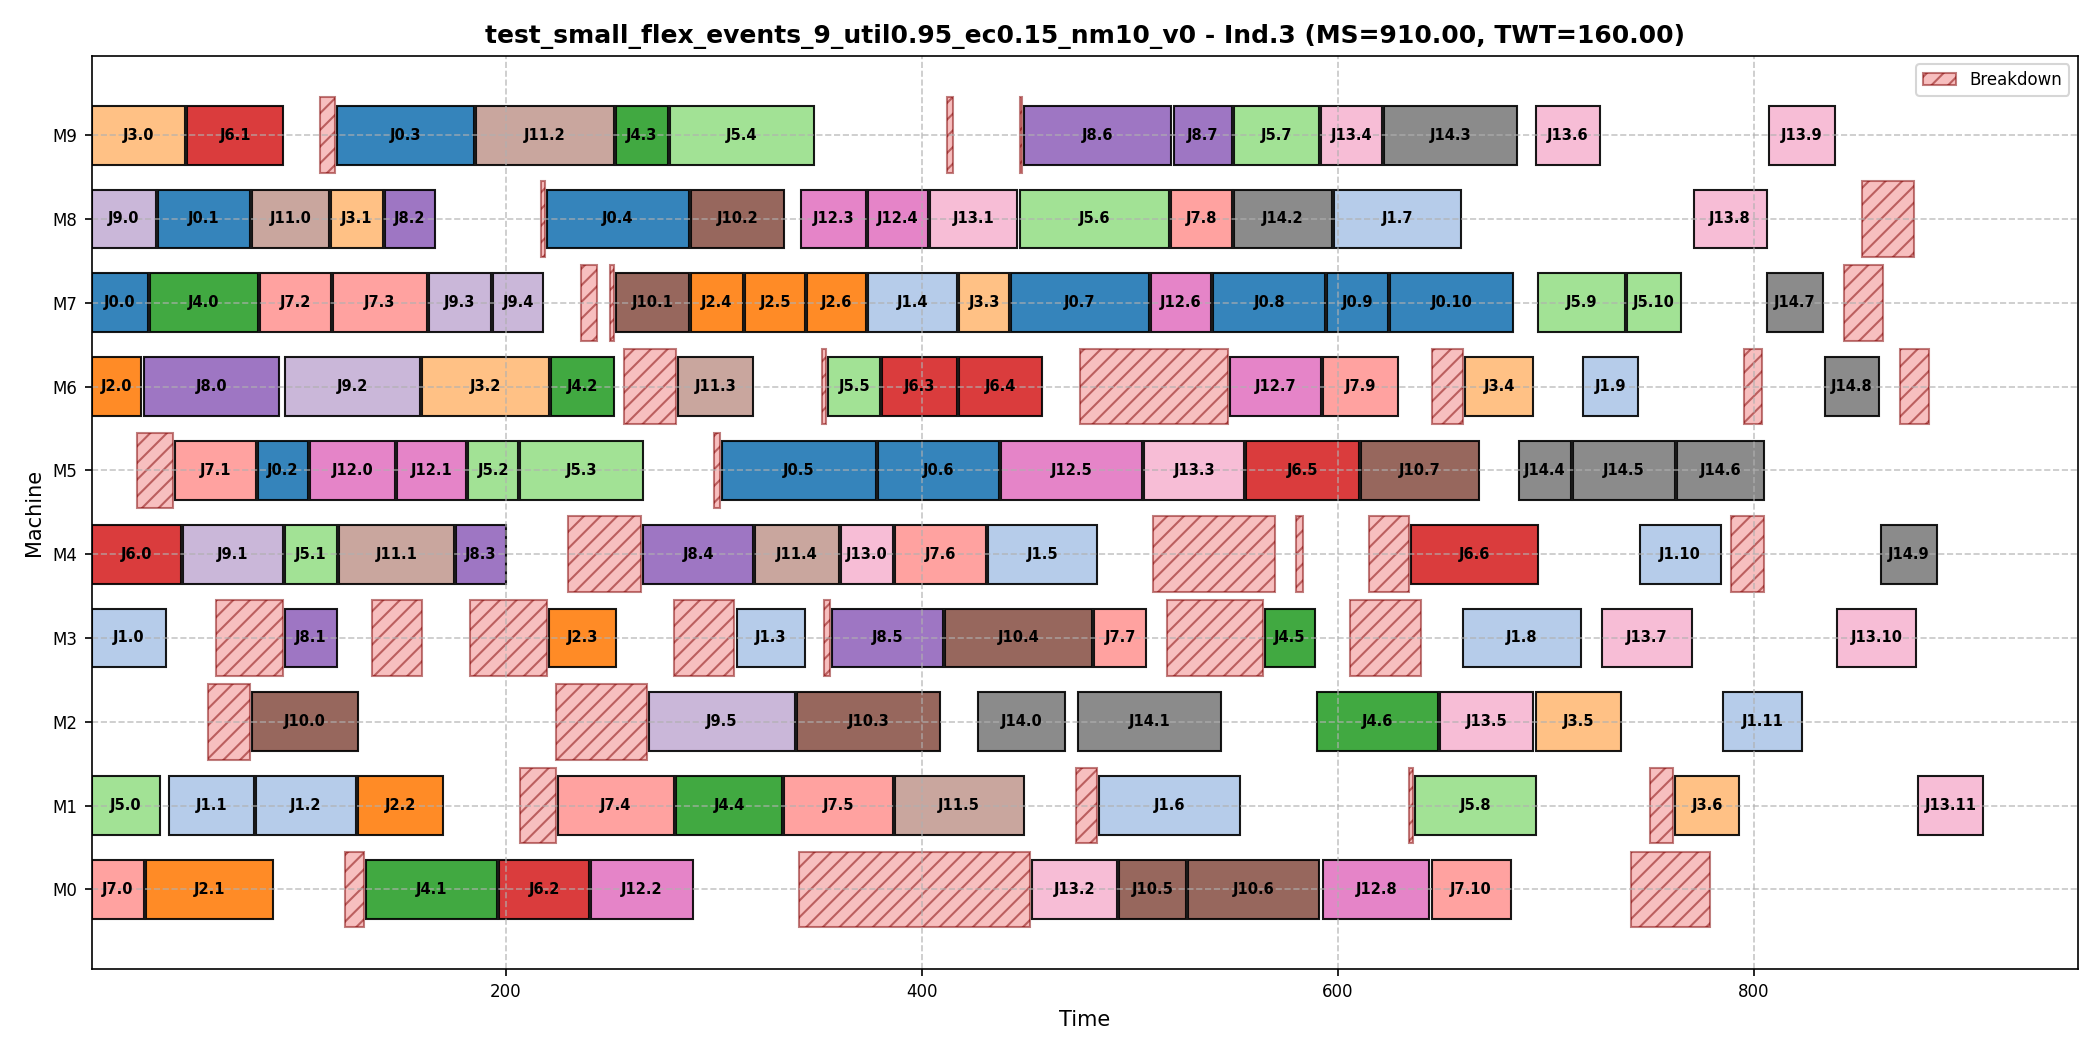 test_small_flex_events_9_util0.95_ec0.15_nm10_v0 - Ind.3 (MS=910.00, TWT=160.00)
Breakdown
Machine
M9 J3.0 J6.1 J0.3 J11.2 J4.3 J5.4 J8.6 J8.7 J5.7 J13.4 J14.3 J13.6 J13.9
M8 J9.0 J0.1 J11.0 J3.1 J8.2 J0.4 J10.2 J12.3 J12.4 J13.1 J5.6 J7.8 J14.2 J1.7 J13.8
M7 J0.0 J4.0 J7.2 J7.3 J9.3 J9.4 J10.1 J2.4 J2.5 J2.6 J1.4 J3.3 J0.7 J12.6 J0.8 J0.9 J0.10 J5.9 J5.10 J14.7
M6 J2.0 J8.0 J9.2 J3.2 J4.2 J11.3 J5.5 J6.3 J6.4 J12.7 J7.9 J3.4 J1.9 J14.8
M5 J7.1 J0.2 J12.0 J12.1 J5.2 J5.3 J0.5 J0.6 J12.5 J13.3 J6.5 J10.7 J14.4 J14.5 J14.6
M4 J6.0 J9.1 J5.1 J11.1 J8.3 J8.4 J11.4 J13.0 J7.6 J1.5 J6.6 J1.10 J14.9
M3 J1.0 J8.1 J2.3 J1.3 J8.5 J10.4 J7.7 J4.5 J1.8 J13.7 J13.10
M2 J10.0 J9.5 J10.3 J14.0 J14.1 J4.6 J13.5 J3.5 J1.11
M1 J5.0 J1.1 J1.2 J2.2 J7.4 J4.4 J7.5 J11.5 J1.6 J5.8 J3.6 J13.11
M0 J7.0 J2.1 J4.1 J6.2 J12.2 J13.2 J10.5 J10.6 J12.8 J7.10
200 400 600 800
Time